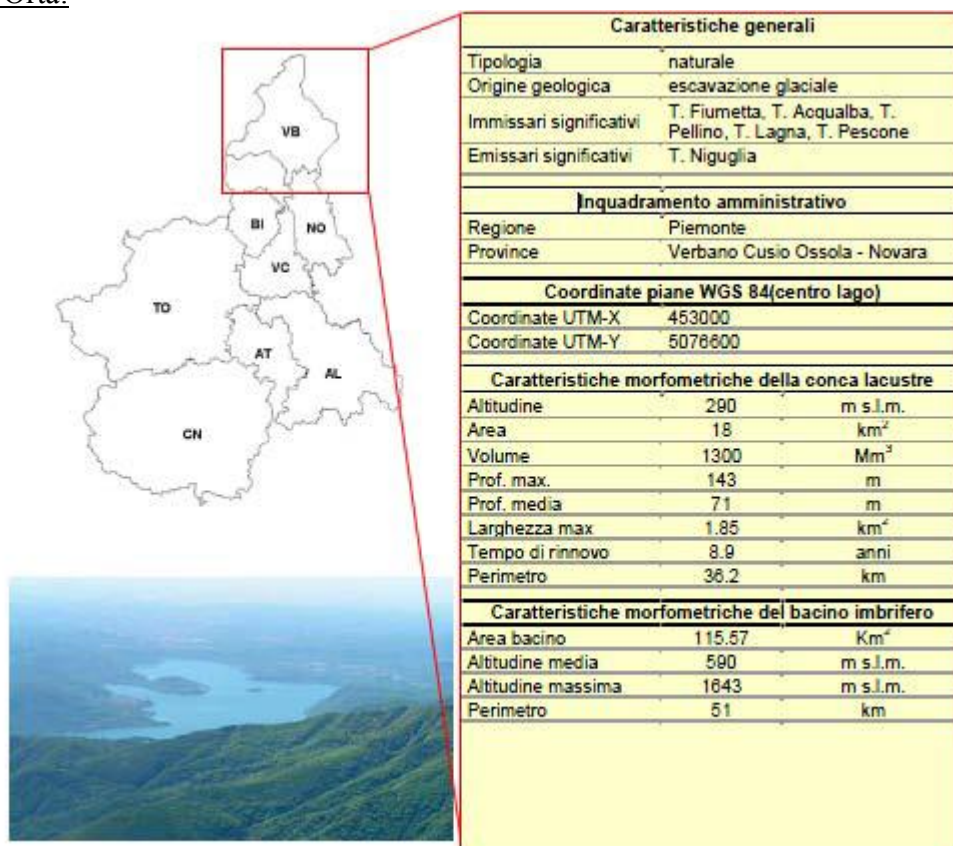 Orta:
VB
BI
NO
VC
TO
AT
AL
CN
Caratteristiche generali
Tipologia naturale
Origine geologica escavazione glaciale
Immissari significativi T. Fiumetta, T. Acqualba, T.
Pellino, T. Lagna, T. Pescone
Emissari significativi T. Niguglia
Inquadramento amministrativo
Regione Piemonte
Province Verbano Cusio Ossola - Novara
Coordinate piane WGS 84(centro lago)
Coordinate UTM-X 453000
Coordinate UTM-Y 5076600
Caratteristiche morfometriche della conca lacustre
Altitudine 290 m s.l.m.
Area 18 km²
Volume 1300 Mm³
Prof. max. 143 m
Prof. media 71 m
Larghezza max 1.85 km²
Tempo di rinnovo 8.9 anni
Perimetro 36.2 km
Caratteristiche morfometriche del bacino imbrifero
Area bacino 115.57 Km²
Altitudine media 590 m s.l.m.
Altitudine massima 1643 m s.l.m.
Perimetro 51 km